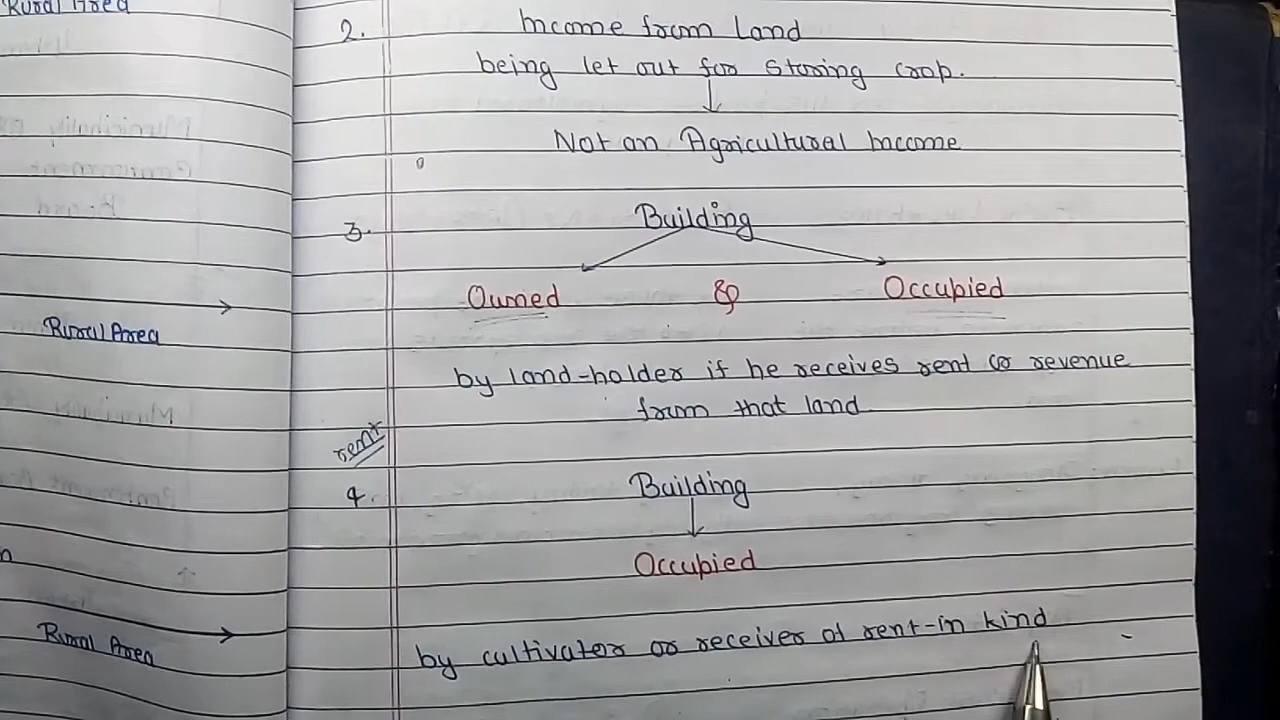 Rural Area
2. Income from Land
being let out for storing crop.
Not an Agricultural Income
3. Building
Owned & Occupied
Rural Area
by land-holder if he receives rent or revenue
from that land
rent
4. Building
Occupied
Rural Area
by cultivator or receiver of rent-in kind